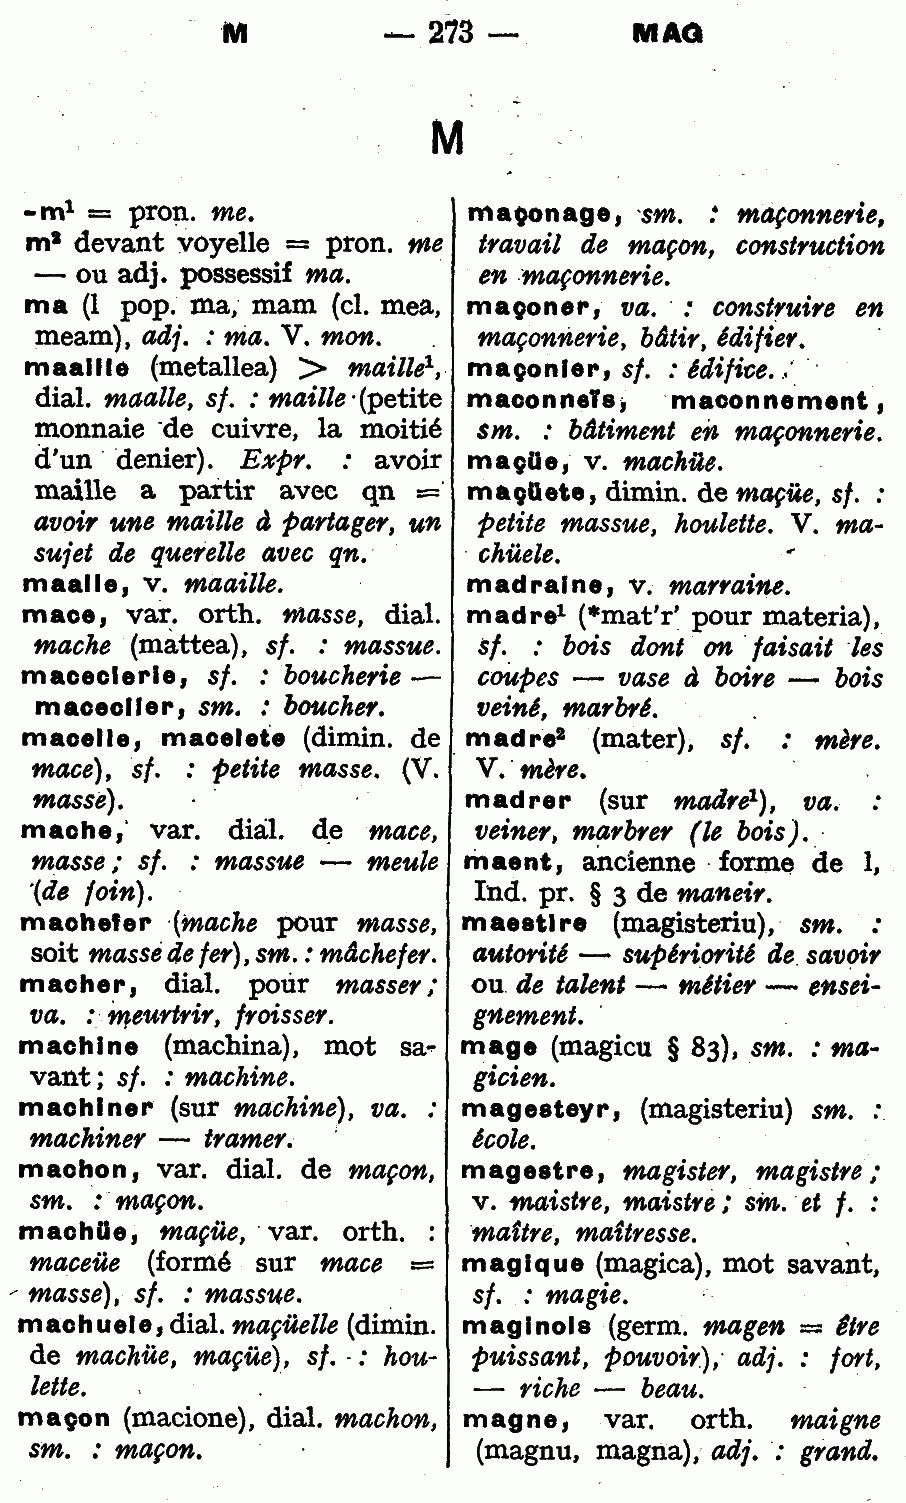 M — 273 — MAG
M
-m¹ = pron. me.
m² devant voyelle = pron. me
— ou adj. possessif ma.
ma (l pop. ma, mam (cl. mea,
meam), adj. : ma. V. mon.
maaille (metallea) > maille¹,
dial. maalle, sf. : maille (petite
monnaie de cuivre, la moitié
d'un denier). Expr. : avoir
maille a partir avec qn =
avoir une maille à partager, un
sujet de querelle avec qn.
maalle, v. maaille.
mace, var. orth. masse, dial.
mache (mattea), sf. : massue.
macecierie, sf. : boucherie —
macecller, sm. : boucher.
macelle, macelete (dimin. de
mace), sf. : petite masse. (V.
masse).
mache, var. dial. de mace,
masse ; sf. : massue — meule
(de foin).
machefer (mache pour masse,
soit masse de fer), sm. : mâchefer.
macher, dial. pour masser ;
va. : meurtrir, froisser.
machine (machina), mot sa-
vant ; sf. : machine.
machiner (sur machine), va. :
machiner — tramer.
machon, var. dial. de maçon,
sm. : maçon.
machüe, maçüe, var. orth. :
maceüe (formé sur mace =
masse), sf. : massue.
machuele, dial. maçüelle (dimin.
de machüe, maçüe), sf. : hou-
lette.
maçon (macione), dial. machon,
sm. : maçon.
maçonage, sm. : maçonnerie,
travail de maçon, construction
en maçonnerie.
maçoner, va. : construire en
maçonnerie, bâtir, édifier.
maçonier, sf. : édifice.
maconneïs, maconnement,
sm. : bâtiment en maçonnerie.
maçüe, v. machüe.
maçüete, dimin. de maçüe, sf. :
petite massue, houlette. V. ma-
chüele.
madraine, v. marraine.
madre¹ (*mat'r' pour materia),
sf. : bois dont on faisait les
coupes — vase à boire — bois
veiné, marbré.
madre² (mater), sf. : mère.
V. mère.
madrer (sur madre¹), va. :
veiner, marbrer (le bois).
maent, ancienne forme de l,
Ind. pr. § 3 de maneir.
maestire (magisteriu), sm. :
autorité — supériorité de savoir
ou de talent — métier — ensei-
gnement.
mage (magicu § 83), sm. : ma-
gicien.
magesteyr, (magisteriu) sm. :
école.
magestre, magister, magistre ;
v. maistre, maistre ; sm. et f. :
maître, maîtresse.
magique (magica), mot savant,
sf. : magie.
maginois (germ. magen = être
puissant, pouvoir), adj. : fort,
— riche — beau.
magne, var. orth. maigne
(magnu, magna), adj. : grand.